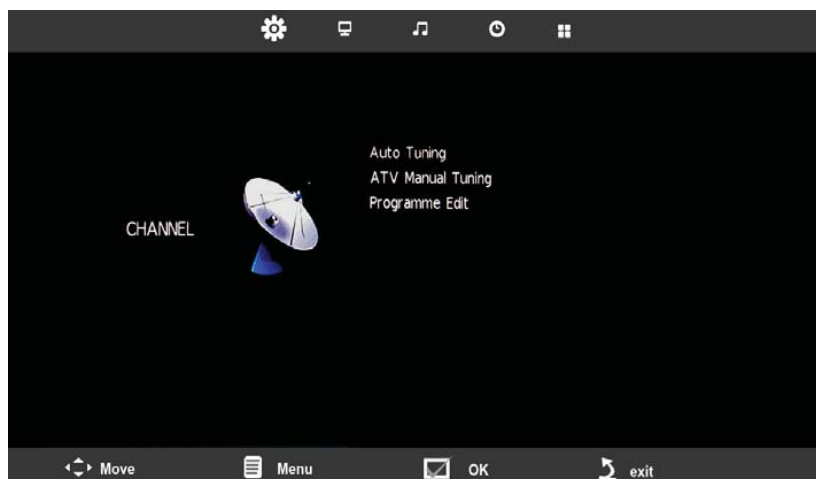 Auto Tuning
ATV Manual Tuning
Programme Edit
CHANNEL
Move Menu OK exit